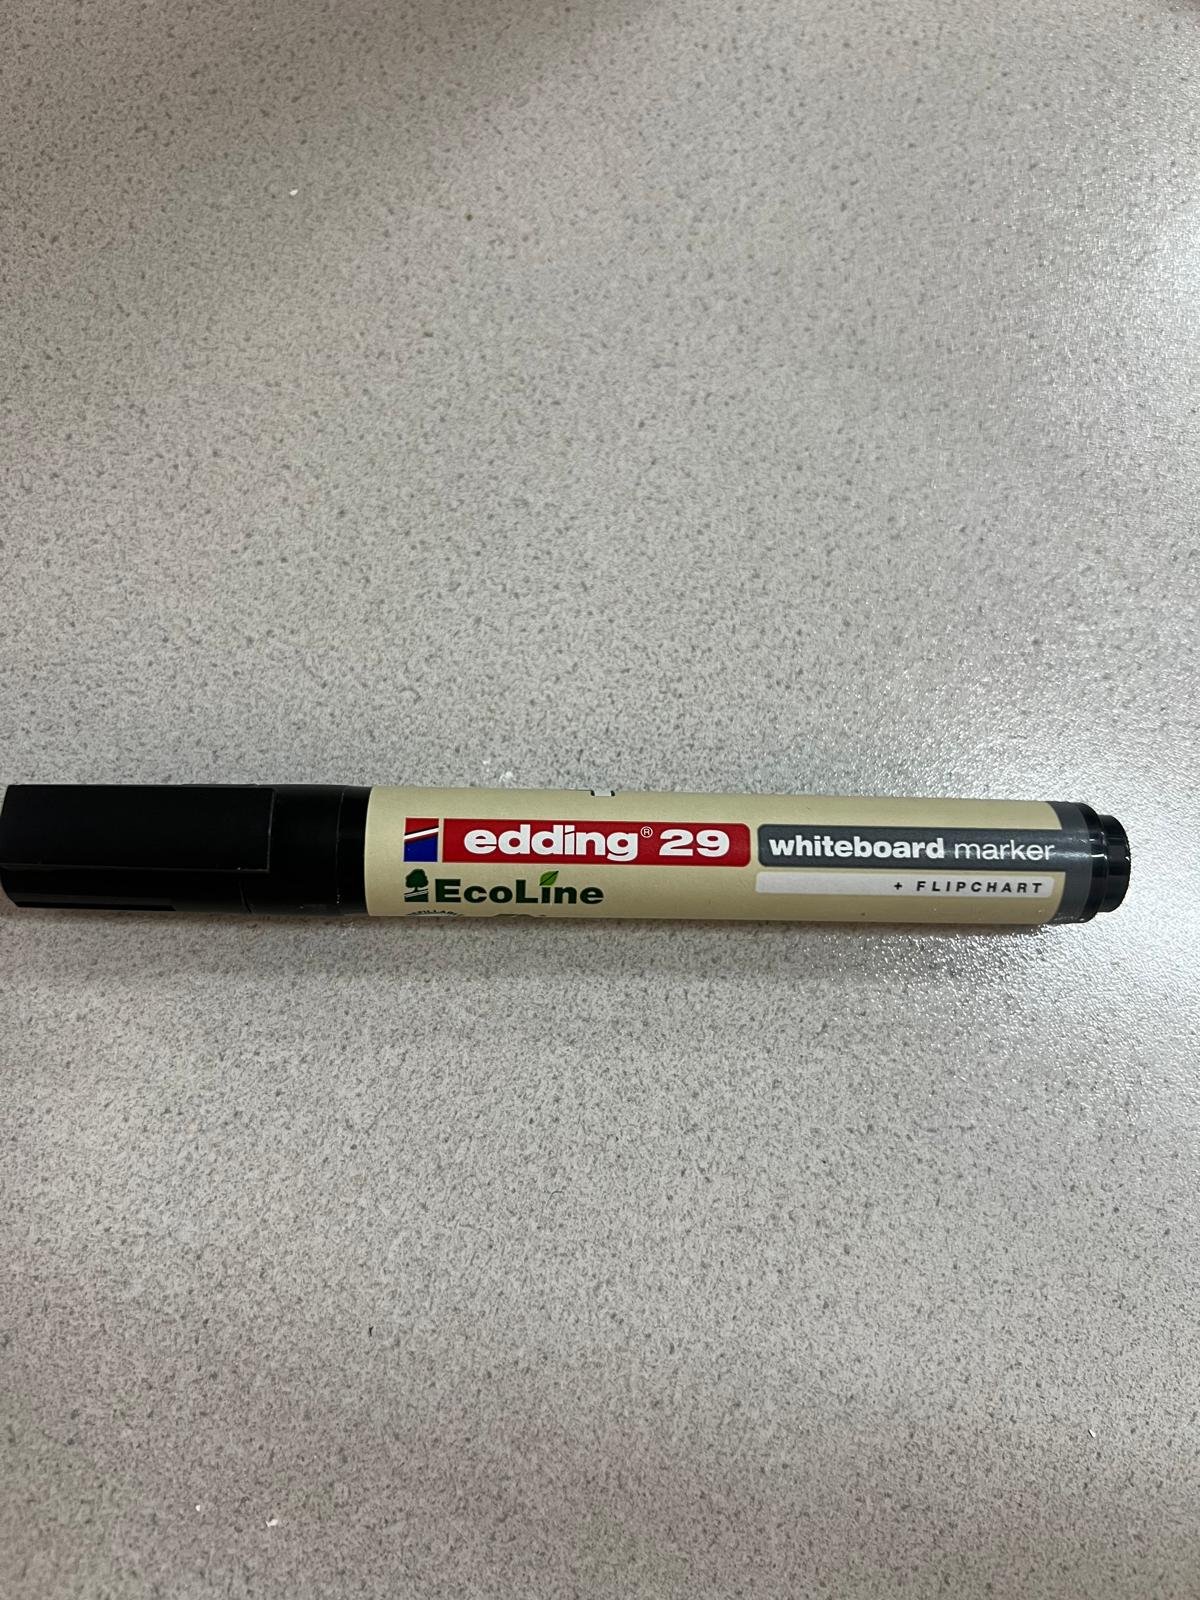 edding® 29 whiteboard marker
EcoLine + FLIPCHART